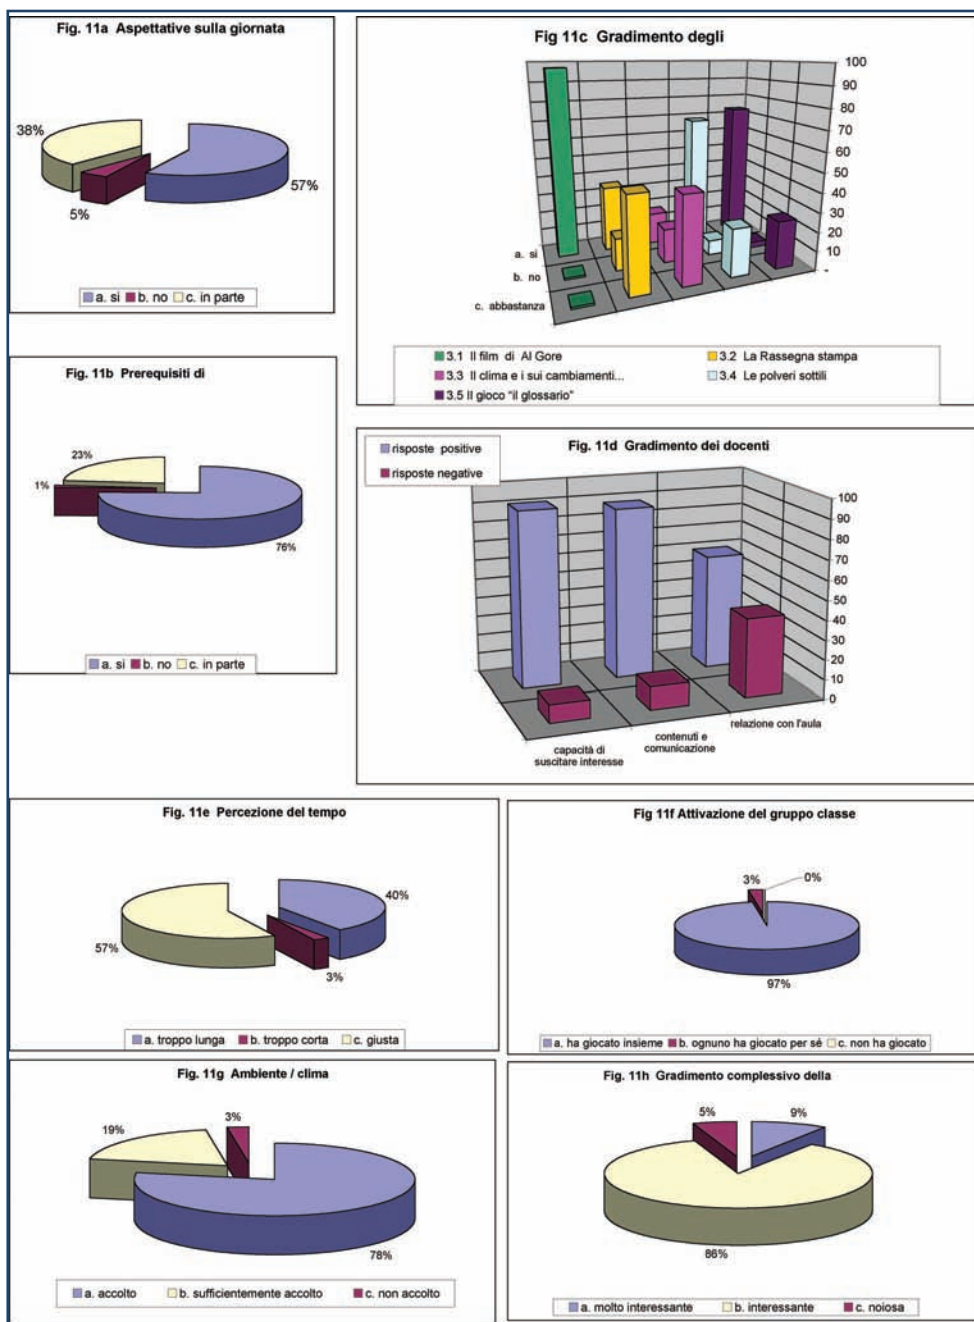 Fig. 11a Aspettative sulla giornata
38%
57%
5%
a. si b. no c. in parte
Fig 11c Gradimento degli
100
90
80
70
60
50
40
30
20
10
-
a. si
b. no
c. abbastanza
3.1 Il film di Al Gore
3.2 La Rassegna stampa
3.3 Il clima e i sui cambiamenti...
3.4 Le polveri sottili
3.5 Il gioco "il glossario"
Fig. 11b Prerequisiti di
23%
1%
76%
a. si b. no c. in parte
Fig. 11d Gradimento dei docenti
risposte positive
risposte negative
100
90
80
70
60
50
40
30
20
10
0
relazione con l'aula
contenuti e
comunicazione
capacità di
suscitare interesse
Fig. 11e Percezione del tempo
40%
57%
3%
a. troppo lunga b. troppo corta c. giusta
Fig 11f Attivazione del gruppo classe
3%
0%
97%
a. ha giocato insieme b. ognuno ha giocato per sé c. non ha giocato
Fig. 11g Ambiente / clima
3%
19%
78%
a. accolto b. sufficientemente accolto c. non accolto
Fig. 11h Gradimento complessivo della
5%
9%
86%
a. molto interessante b. interessante c. noiosa